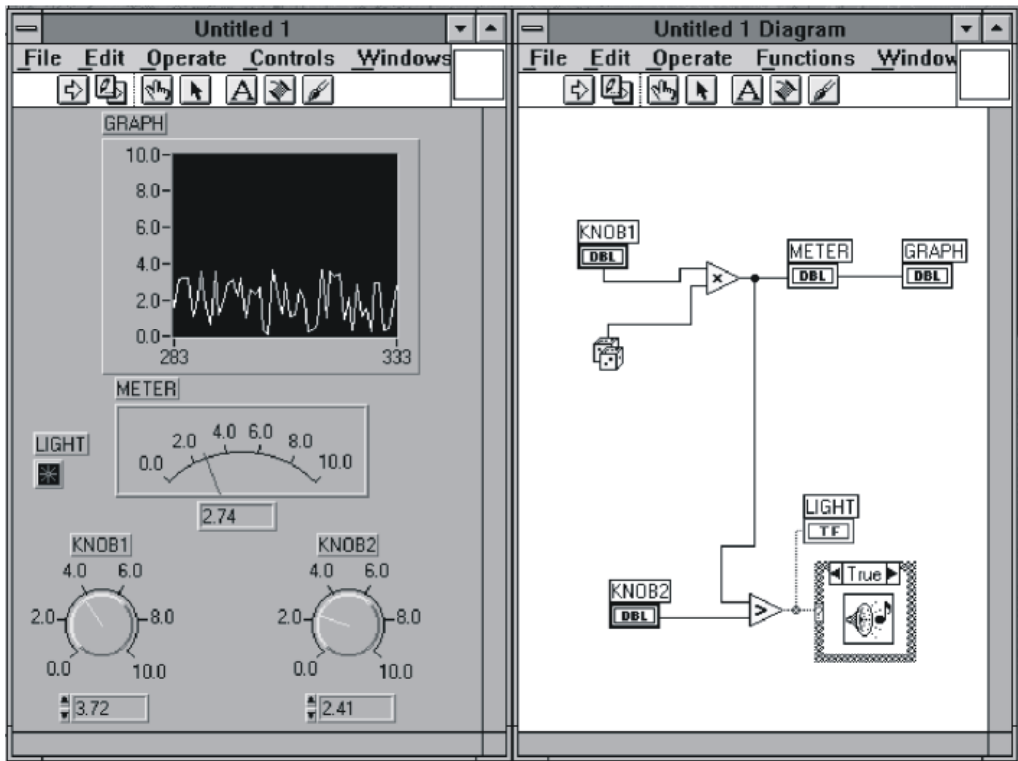 Untitled 1
File Edit Operate Controls Windows
A
GRAPH
10.0
8.0
6.0
4.0
2.0
0.0
283 333
METER
LIGHT
0.0 2.0 4.0 6.0 8.0 10.0
2.74
KNOB1
4.0 6.0
2.0 8.0
0.0 10.0
3.72
KNOB2
4.0 6.0
2.0 8.0
0.0 10.0
2.41
Untitled 1 Diagram
File Edit Operate Functions Window
A
KNOB1
DBL
x
METER
DBL
GRAPH
DBL
LIGHT
TF
KNOB2
DBL
>
True
?